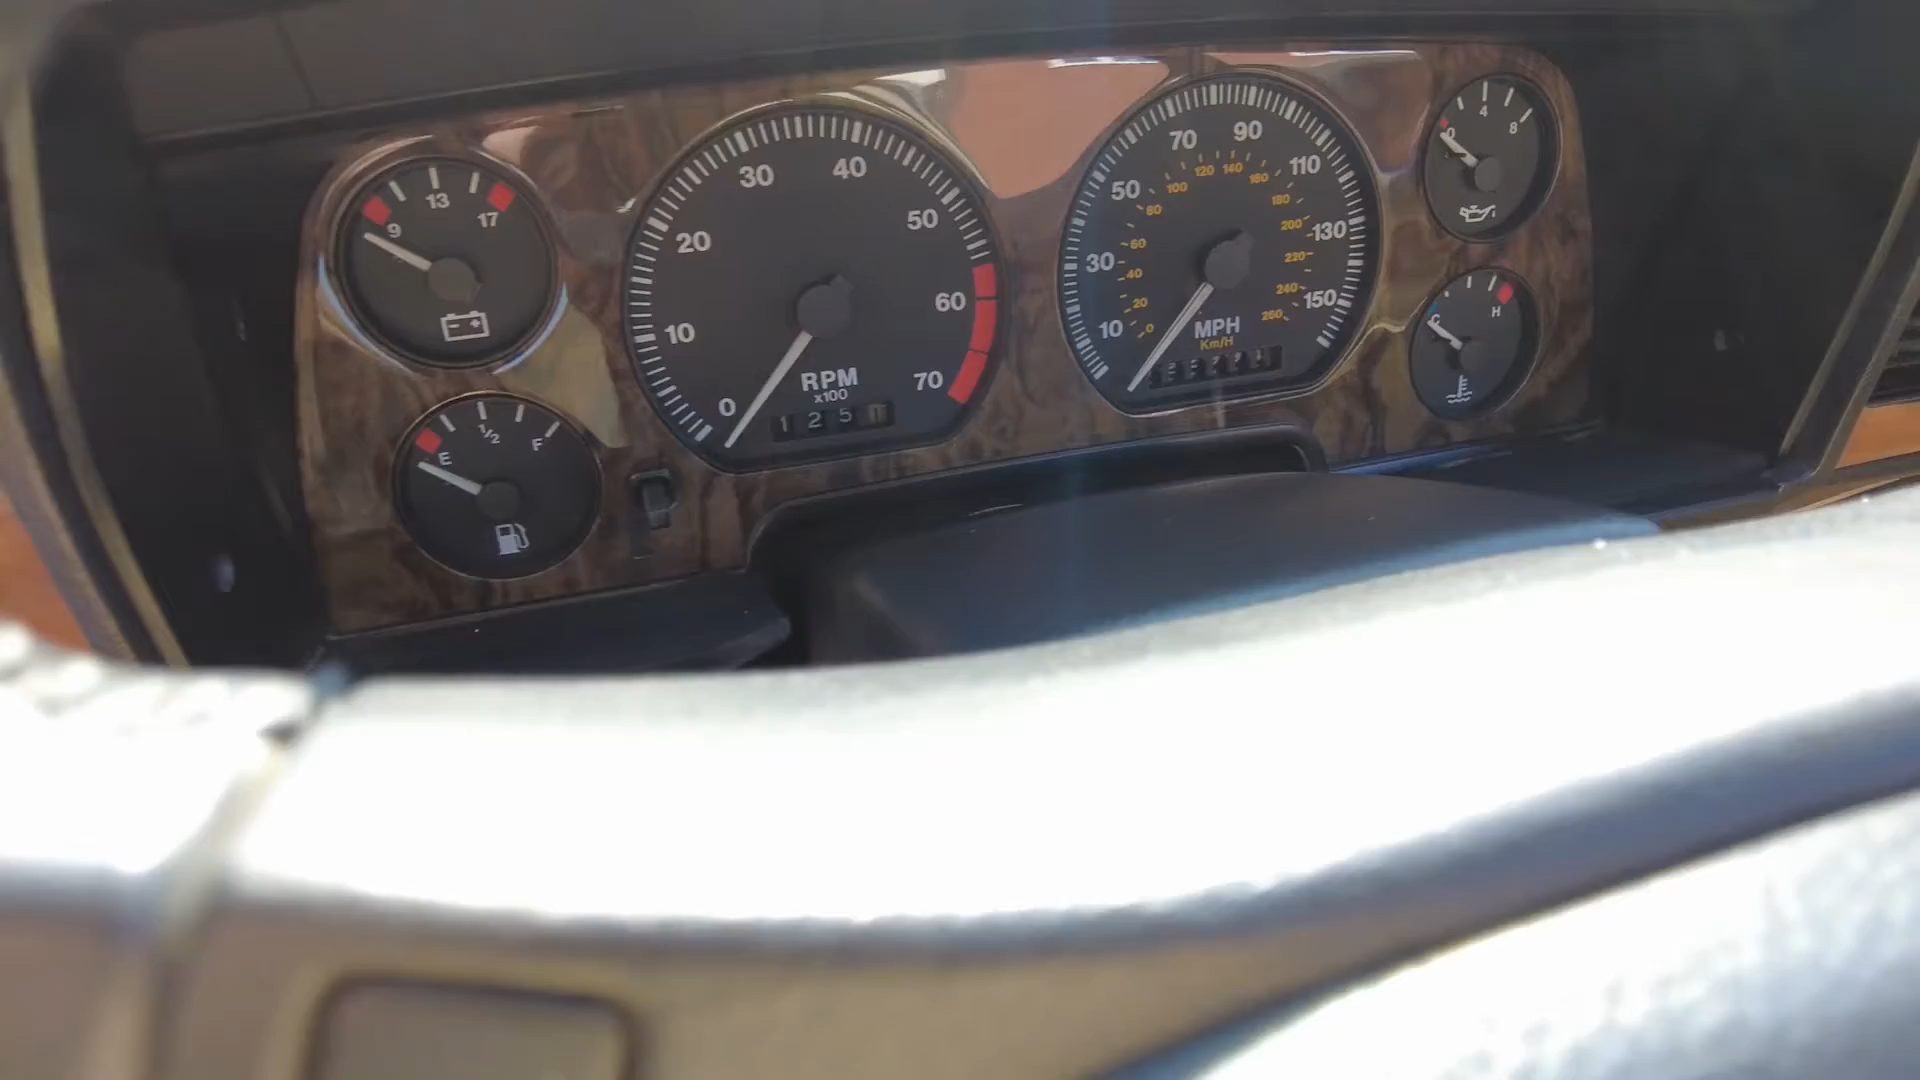 9 13 17
E 1/2 F
0 10 20 30 40 50 60 70
RPM
x100
1 2 5
10 30 50 70 90 110 130 150
0 20 40 60 80 100 120 140 160 180 200 220 240 260
MPH
Km/H
0 4 8
C H